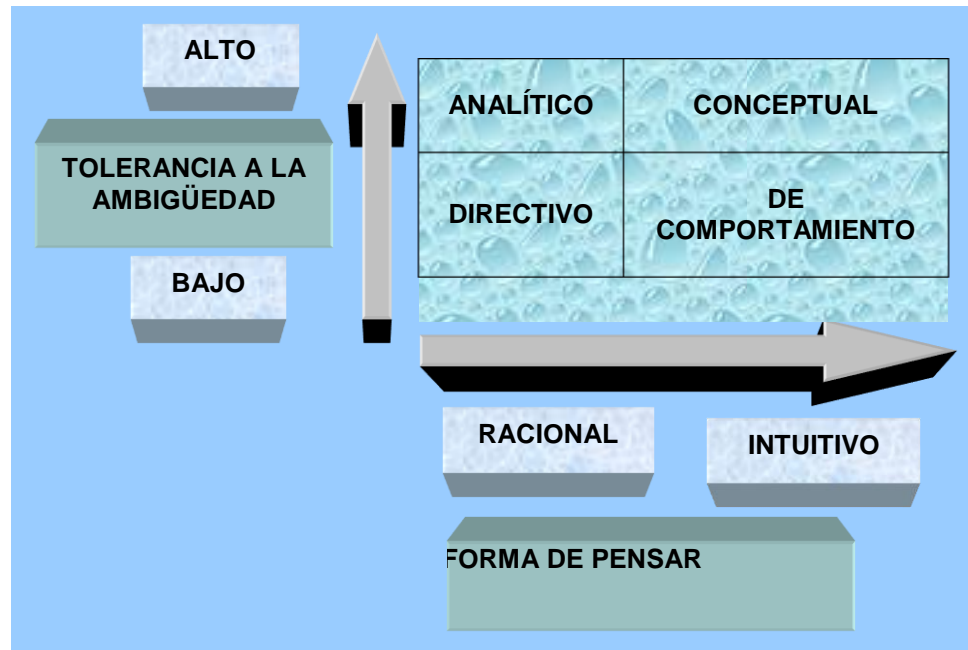 ALTO
TOLERANCIA A LA
AMBIGÜEDAD
BAJO
ANALÍTICO
CONCEPTUAL
DIRECTIVO
DE
COMPORTAMIENTO
RACIONAL
INTUITIVO
FORMA DE PENSAR